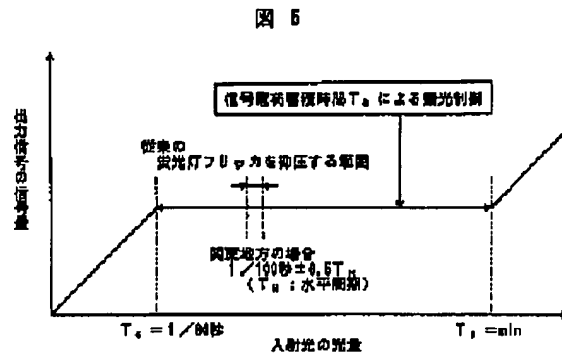 図 5
信号電荷蓄積時間Tsによる露光制御
従来の
蛍光灯フリッカを抑圧する範囲
出力信号の信号量
関東地方の場合
1/100秒±0.5TH
(TH:水平周期)
Ts=1/60秒
Ts=min
入射光の光量